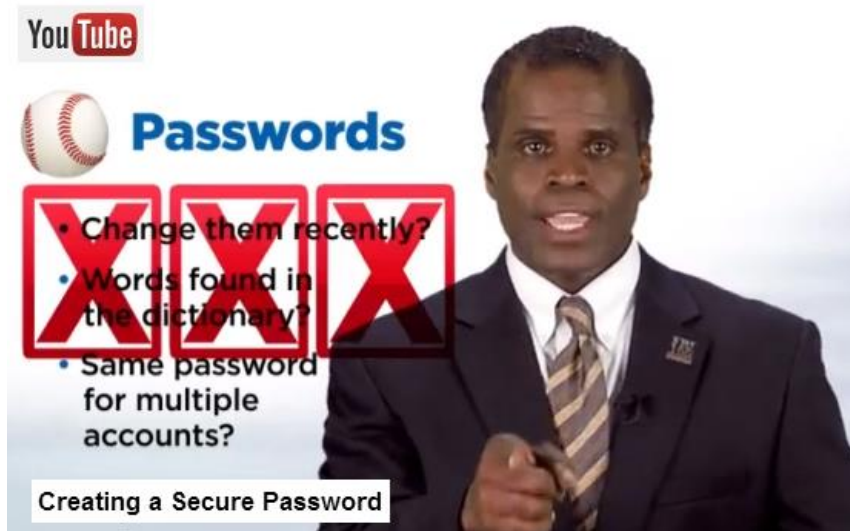 YouTube
Passwords
X X X
• Change them recently?
• Words found in
the dictionary?
• Same password
for multiple
accounts?
Creating a Secure Password